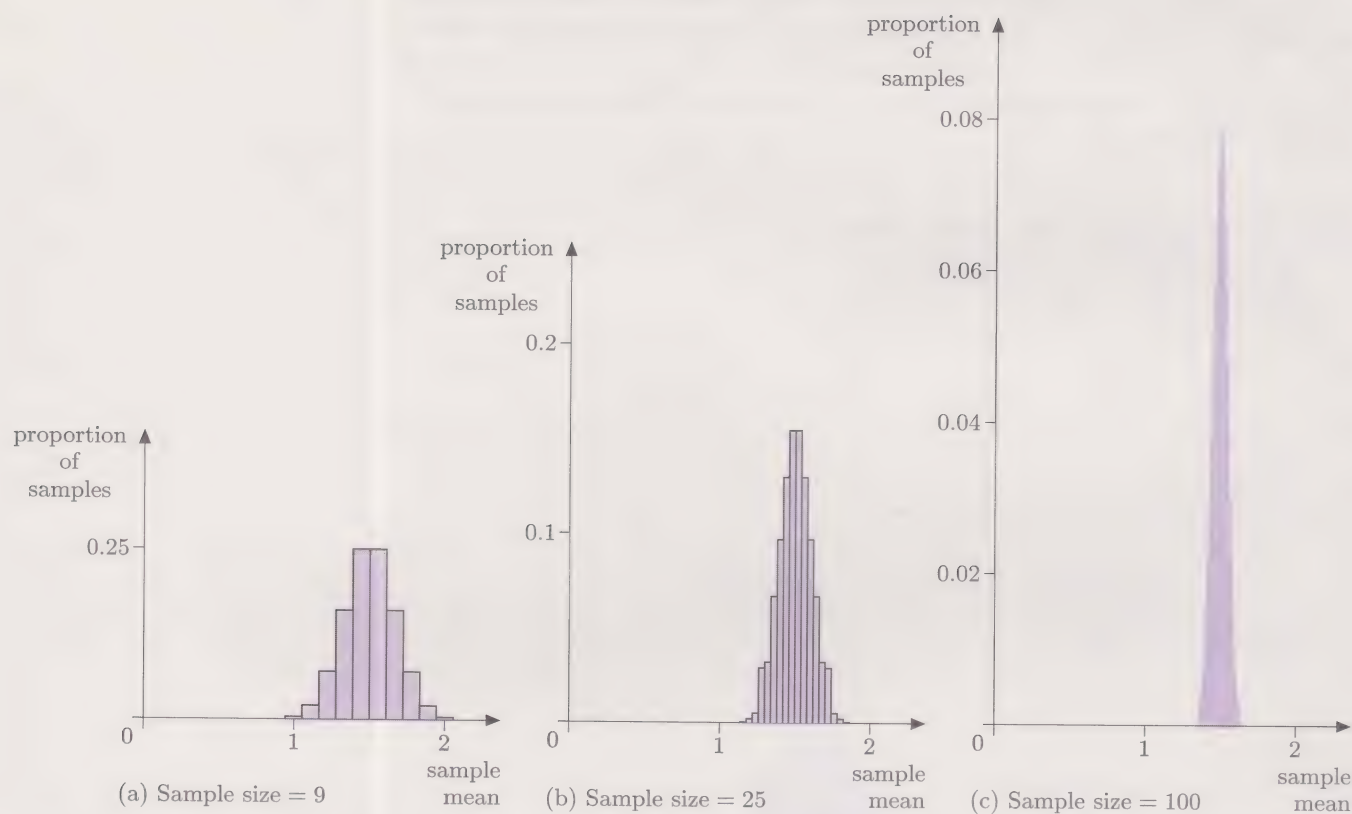 proportion
of
samples
0.25
0
1
2
sample
mean
(a) Sample size = 9
proportion
of
samples
0.2
0.1
0
1
2
sample
mean
(b) Sample size = 25
proportion
of
samples
0.08
0.06
0.04
0.02
0
1
2
sample
mean
(c) Sample size = 100